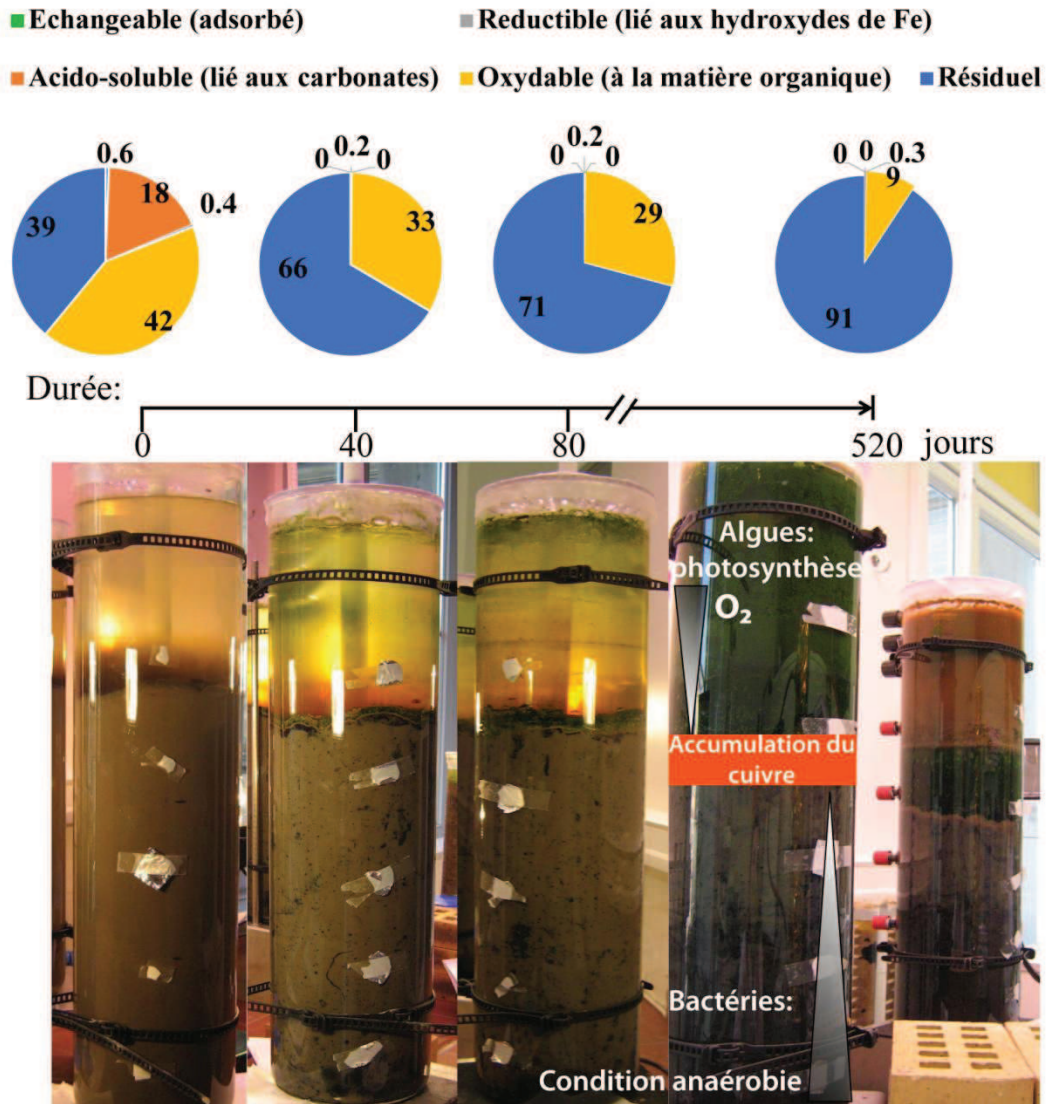 Echangeable (adsorbé) Reductible (lié aux hydroxydes de Fe)
Acido-soluble (lié aux carbonates) Oxydable (à la matière organique) Résiduel
0.6
18
0.4
39
42
0 0.2 0
33
66
0 0.2 0
29
71
0 0 0.3
9
91
Durée:
0 40 80 520 jours
Algues:
photosynthèse
O₂
Accumulation du
cuivre
Bactéries:
Condition anaérobie